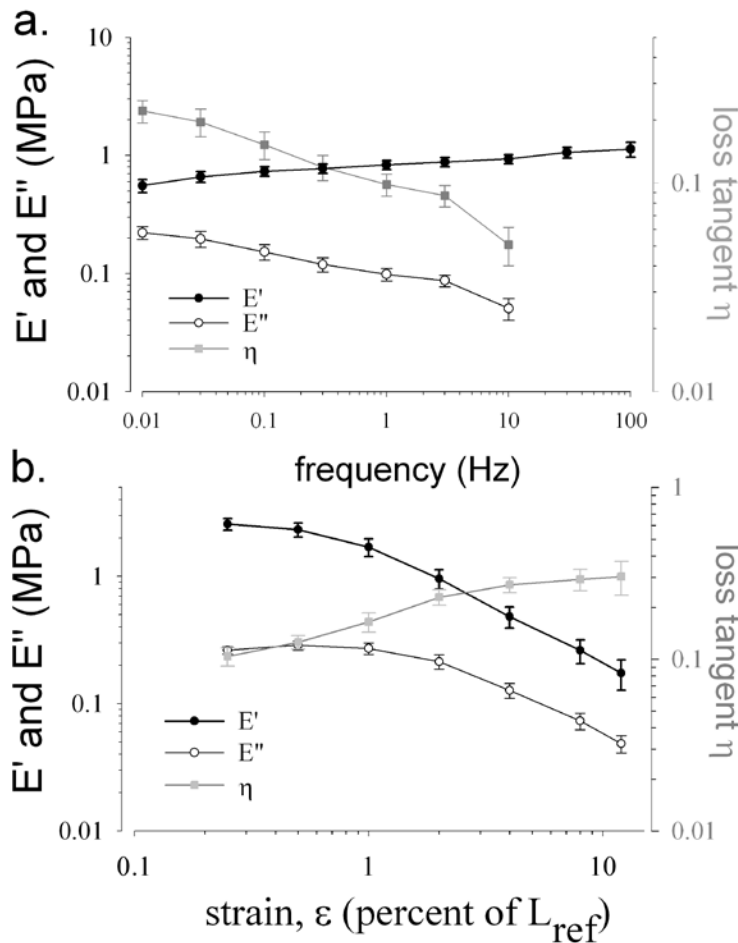 a.
E' and E" (MPa)
10
1
0.1
0.01
E'
E"
η
0.1
0.01
loss tangent η
0.01 0.1 1 10 100
frequency (Hz)
b.
E' and E" (MPa)
1
0.1
0.01
E'
E"
η
1
0.1
0.01
loss tangent η
0.1 1 10
strain, ε (percent of L_ref)